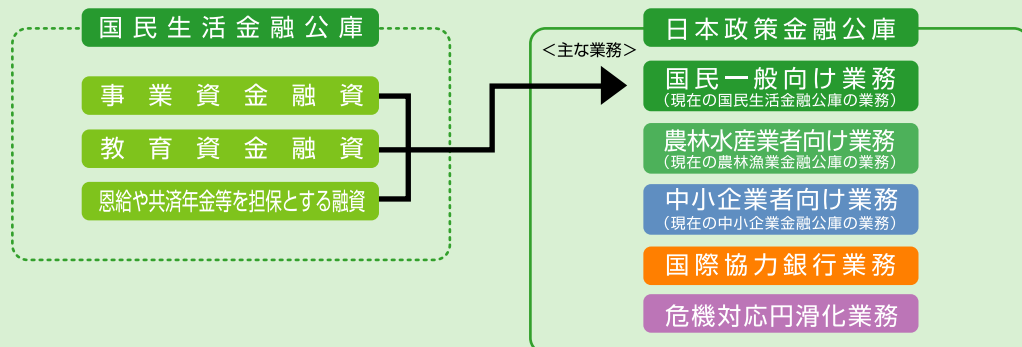 国民生活金融公庫
事業資金融資
教育資金融資
恩給や共済年金等を担保とする融資
日本政策金融公庫
＜主な業務＞
国民一般向け業務
（現在の国民生活金融公庫の業務）
農林水産業者向け業務
（現在の農林漁業金融公庫の業務）
中小企業者向け業務
（現在の中小企業金融公庫の業務）
国際協力銀行業務
危機対応円滑化業務